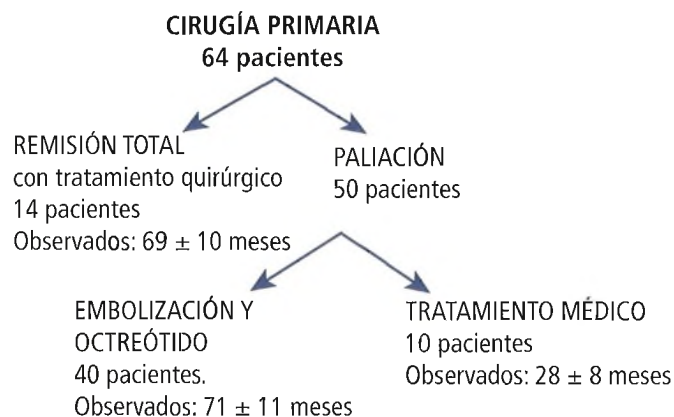 CIRUGÍA PRIMARIA
64 pacientes
REMISIÓN TOTAL
con tratamiento quirúrgico
14 pacientes
Observados: 69 ± 10 meses
PALIACIÓN
50 pacientes
EMBOLIZACIÓN Y
OCTREÓTIDO
40 pacientes.
Observados: 71 ± 11 meses
TRATAMIENTO MÉDICO
10 pacientes
Observados: 28 ± 8 meses